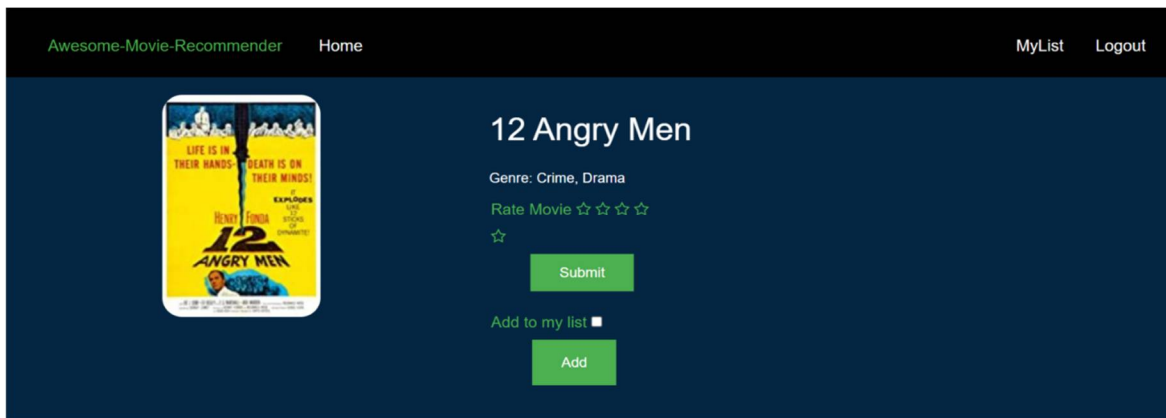 Awesome-Movie-Recommender Home MyList Logout
LIFE IS IN
THEIR HANDS- DEATH IS ON
THEIR MINDS!
IT
EXPLODES
LIKE
12
STICKS
OF
DYNAMITE!
HENRY FONDA
12
ANGRY MEN
12 Angry Men
Genre: Crime, Drama
Rate Movie
Submit
Add to my list
Add